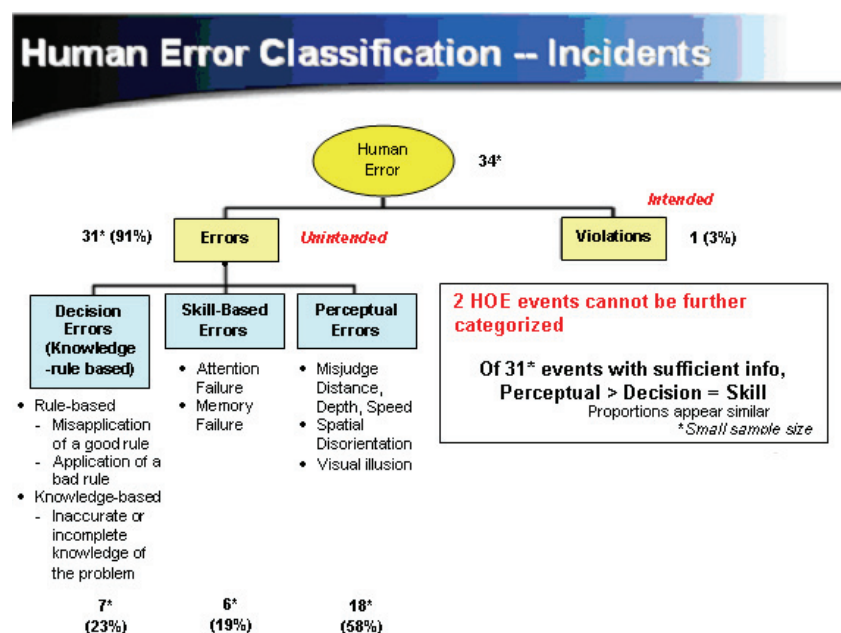 Human Error Classification -- Incidents
Human
Error
34*
Intended
31* (91%)
Errors
Unintended
Violations
1 (3%)
Decision
Errors
(Knowledge
-rule based)
• Rule-based
- Misapplication
of a good rule
- Application of a
bad rule
• Knowledge-based
- Inaccurate or
incomplete
knowledge of
the problem
7*
(23%)
Skill-Based
Errors
• Attention
Failure
• Memory
Failure
6*
(19%)
Perceptual
Errors
• Misjudge
Distance,
Depth, Speed
• Spatial
Disorientation
• Visual illusion
18*
(58%)
2 HOE events cannot be further
categorized
Of 31* events with sufficient info,
Perceptual > Decision = Skill
Proportions appear similar
*Small sample size